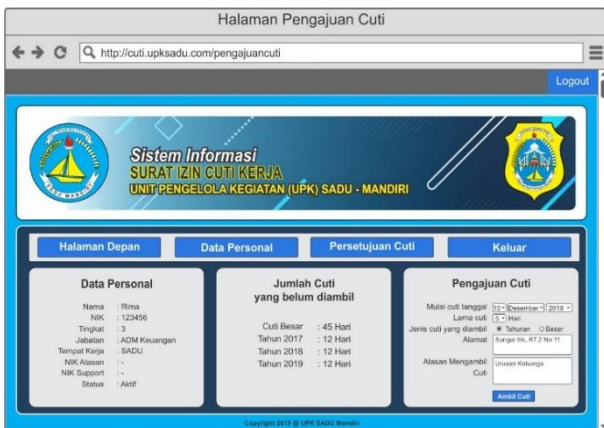 Halaman Pengajuan Cuti
http://cuti.upksadu.com/pengajuancuti
Logout
Sistem Informasi
SURAT IZIN CUTI KERJA
UNIT PENGELOLA KEGIATAN (UPK) SADU - MANDIRI
Halaman Depan
Data Personal
Persetujuan Cuti
Keluar
Data Personal
Nama : Rima
NIK : 123456
Tingkat : 3
Jabatan : ADM Keuangan
Tempat Kerja : SADU
NIK Atasan : -
NIK Support : -
Status : Aktif
Jumlah Cuti
yang belum diambil
Cuti Besar : 45 Hari
Tahun 2017 : 12 Hari
Tahun 2018 : 12 Hari
Tahun 2019 : 12 Hari
Pengajuan Cuti
Mulai cuti tanggal 10 Desember 2019
Lama cuti 5 Hari
Jenis cuti yang diambil Tahunan Besar
Alamat Sungai Itik, RT.2 No 11
Alasan Mengambil Cuti Urusan Keluarga
Ambil Cuti
Copyright 2019 @ UPK SADU Mandiri